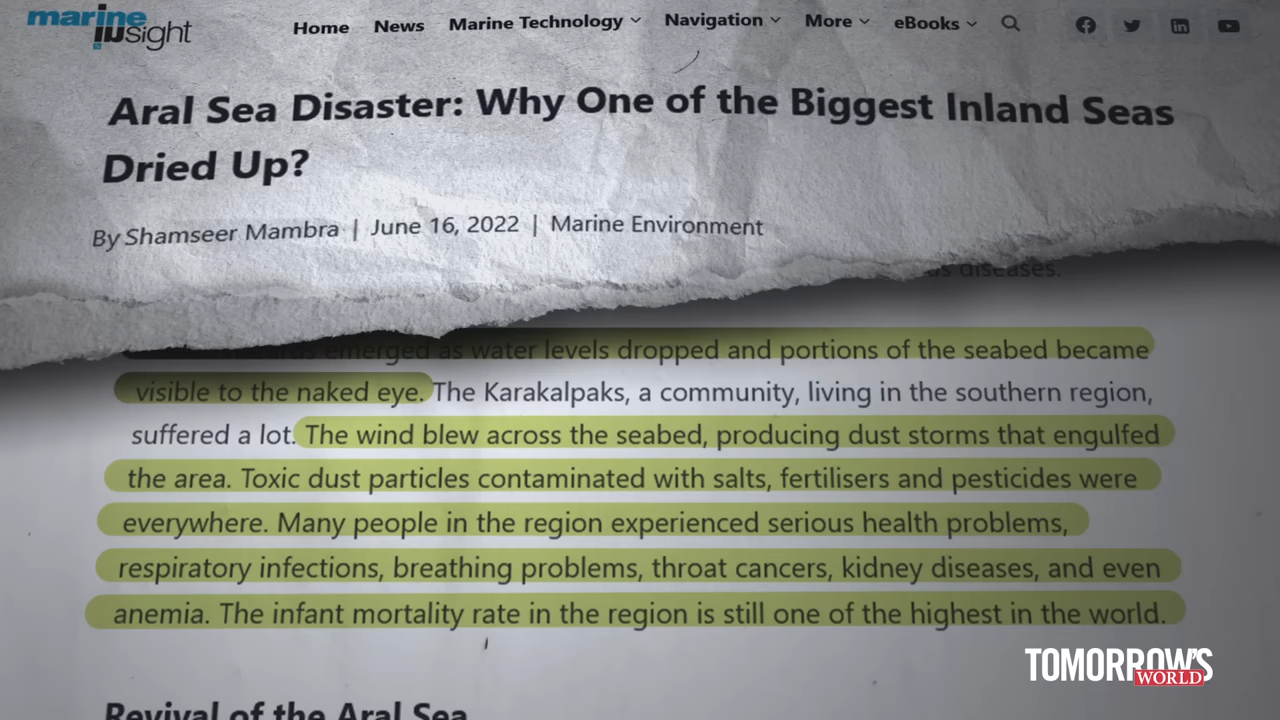 marine insight
Home News Marine Technology Navigation More eBooks
Aral Sea Disaster: Why One of the Biggest Inland Seas
Dried Up?
By Shamseer Mambra | June 16, 2022 | Marine Environment
diseases.
emerged as water levels dropped and portions of the seabed became
visible to the naked eye. The Karakalpaks, a community, living in the southern region,
suffered a lot. The wind blew across the seabed, producing dust storms that engulfed
the area. Toxic dust particles contaminated with salts, fertilisers and pesticides were
everywhere. Many people in the region experienced serious health problems,
respiratory infections, breathing problems, throat cancers, kidney diseases, and even
anemia. The infant mortality rate in the region is still one of the highest in the world.
TOMORROW'S
WORLD
Revival of the Aral Sea